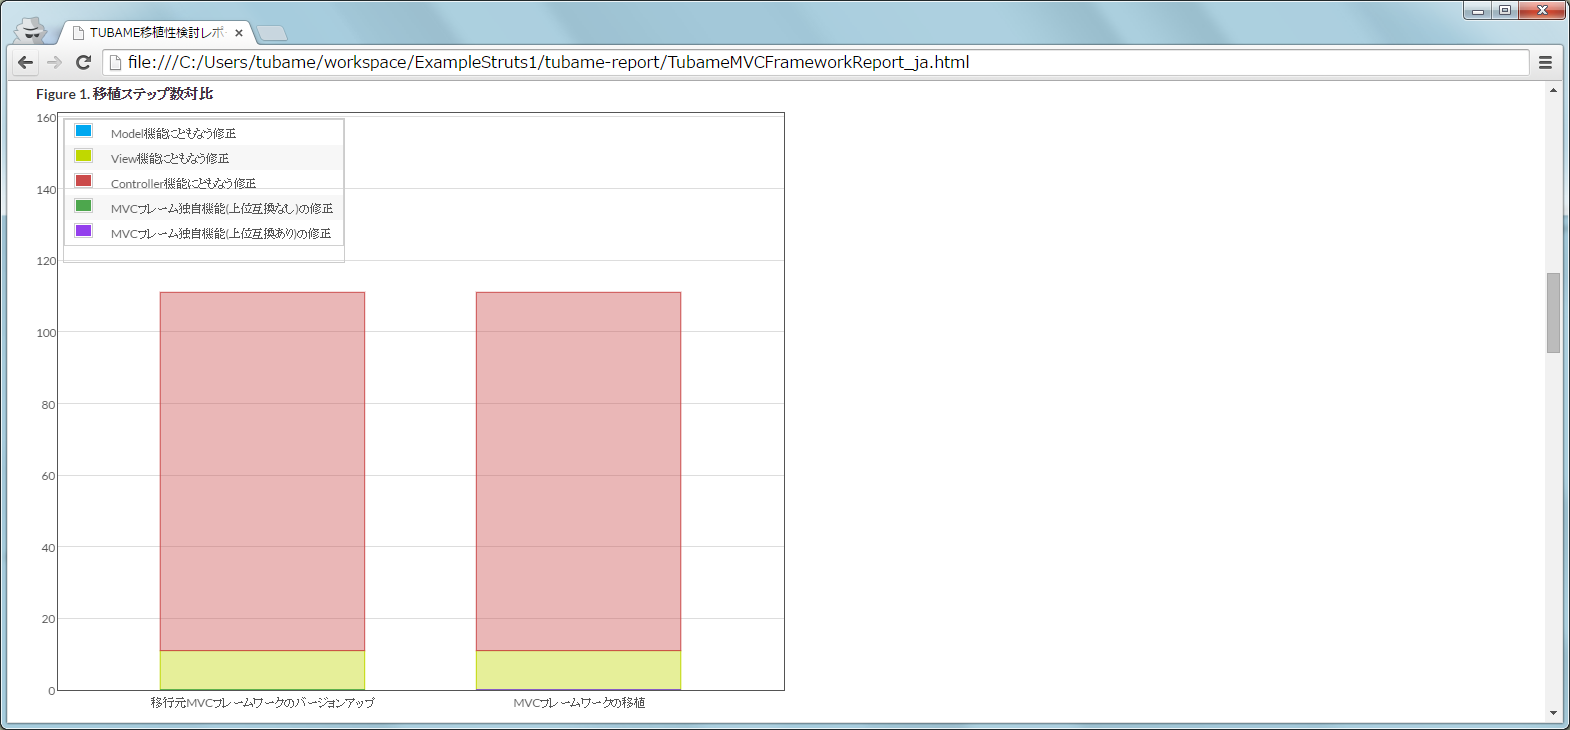 TUBAME移植性検討レポ
file:///C:/Users/tubame/workspace/ExampleStruts1/tubame-report/TubameMVCFrameworkReport_ja.html
Figure 1. 移植ステップ数対比
160
140
120
100
80
60
40
20
0
Model機能にともなう修正
View機能にともなう修正
Controller機能にともなう修正
MVCフレーム独自機能(上位互換なし)の修正
MVCフレーム独自機能(上位互換あり)の修正
移行元MVCフレームワークのバージョンアップ
MVCフレームワークの移植